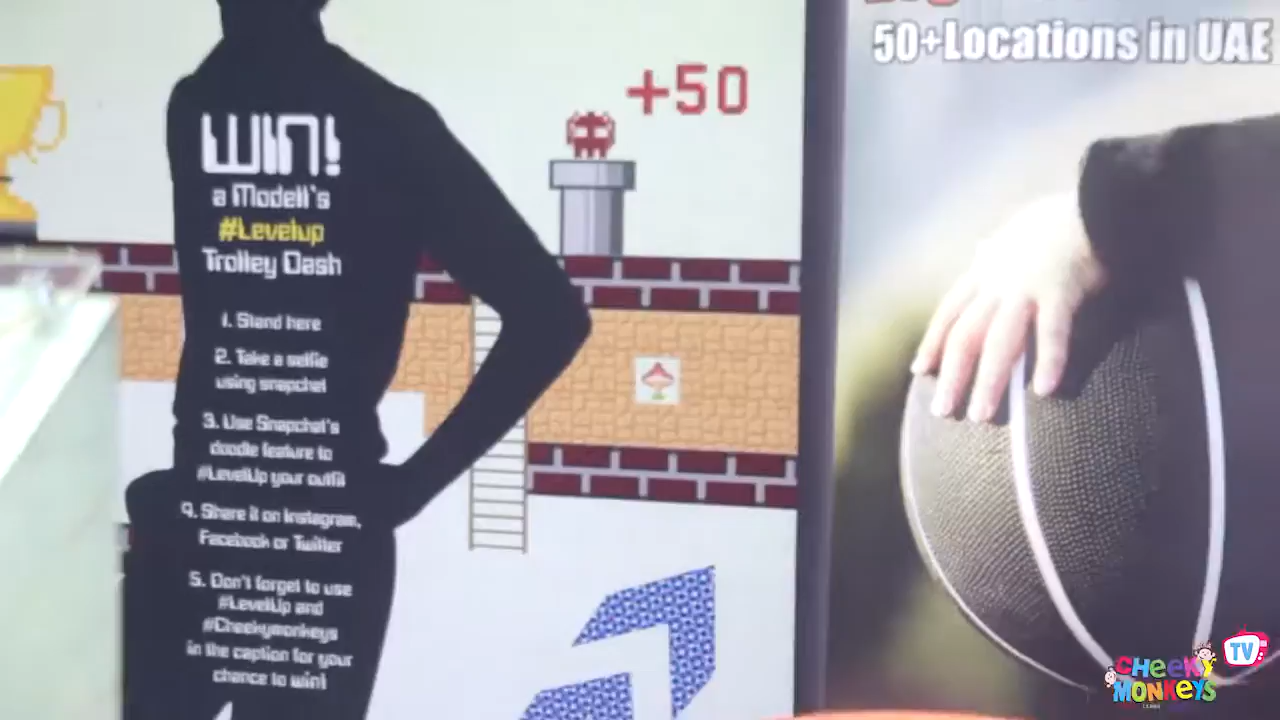 WIN!
a Modell's
#Levelup
Trolley Dash
1. Stand here
2. Take a selfie
using snapchat
3. Use Snapchat's
doodle feature to
#LevelUp your outfit
4. Share it on Instagram,
Facebook or Twitter
5. Don't forget to use
#LevelUp and
#Cheekymonkeys
in the caption for your
chance to win!
+50
50+Locations in UAE
CHEEKY
MONKEYS
TV